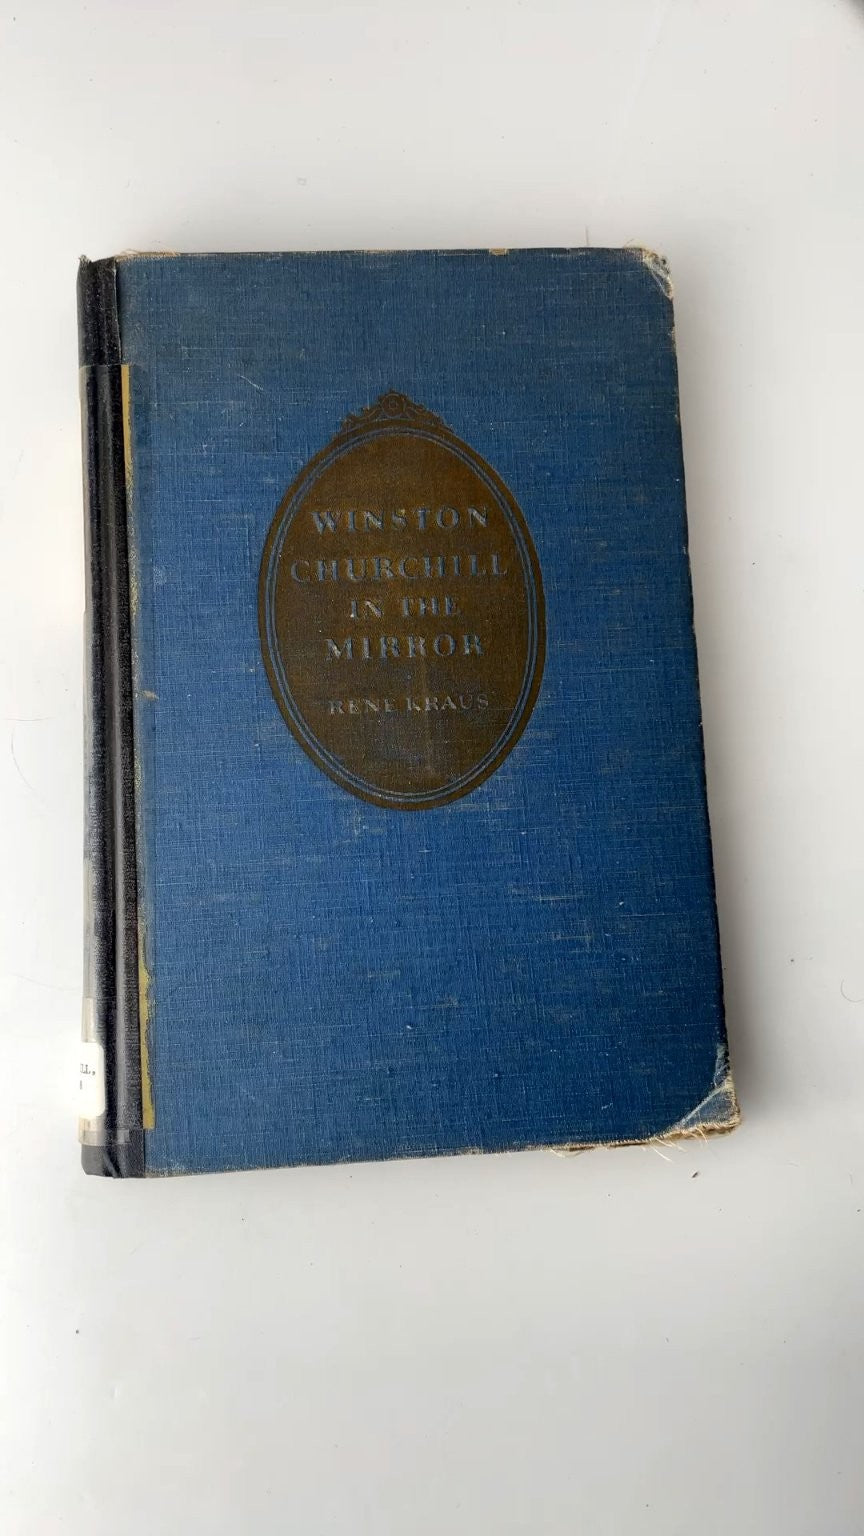 WINSTON
CHURCHILL
IN THE
MIRROR
RENE KRAUS